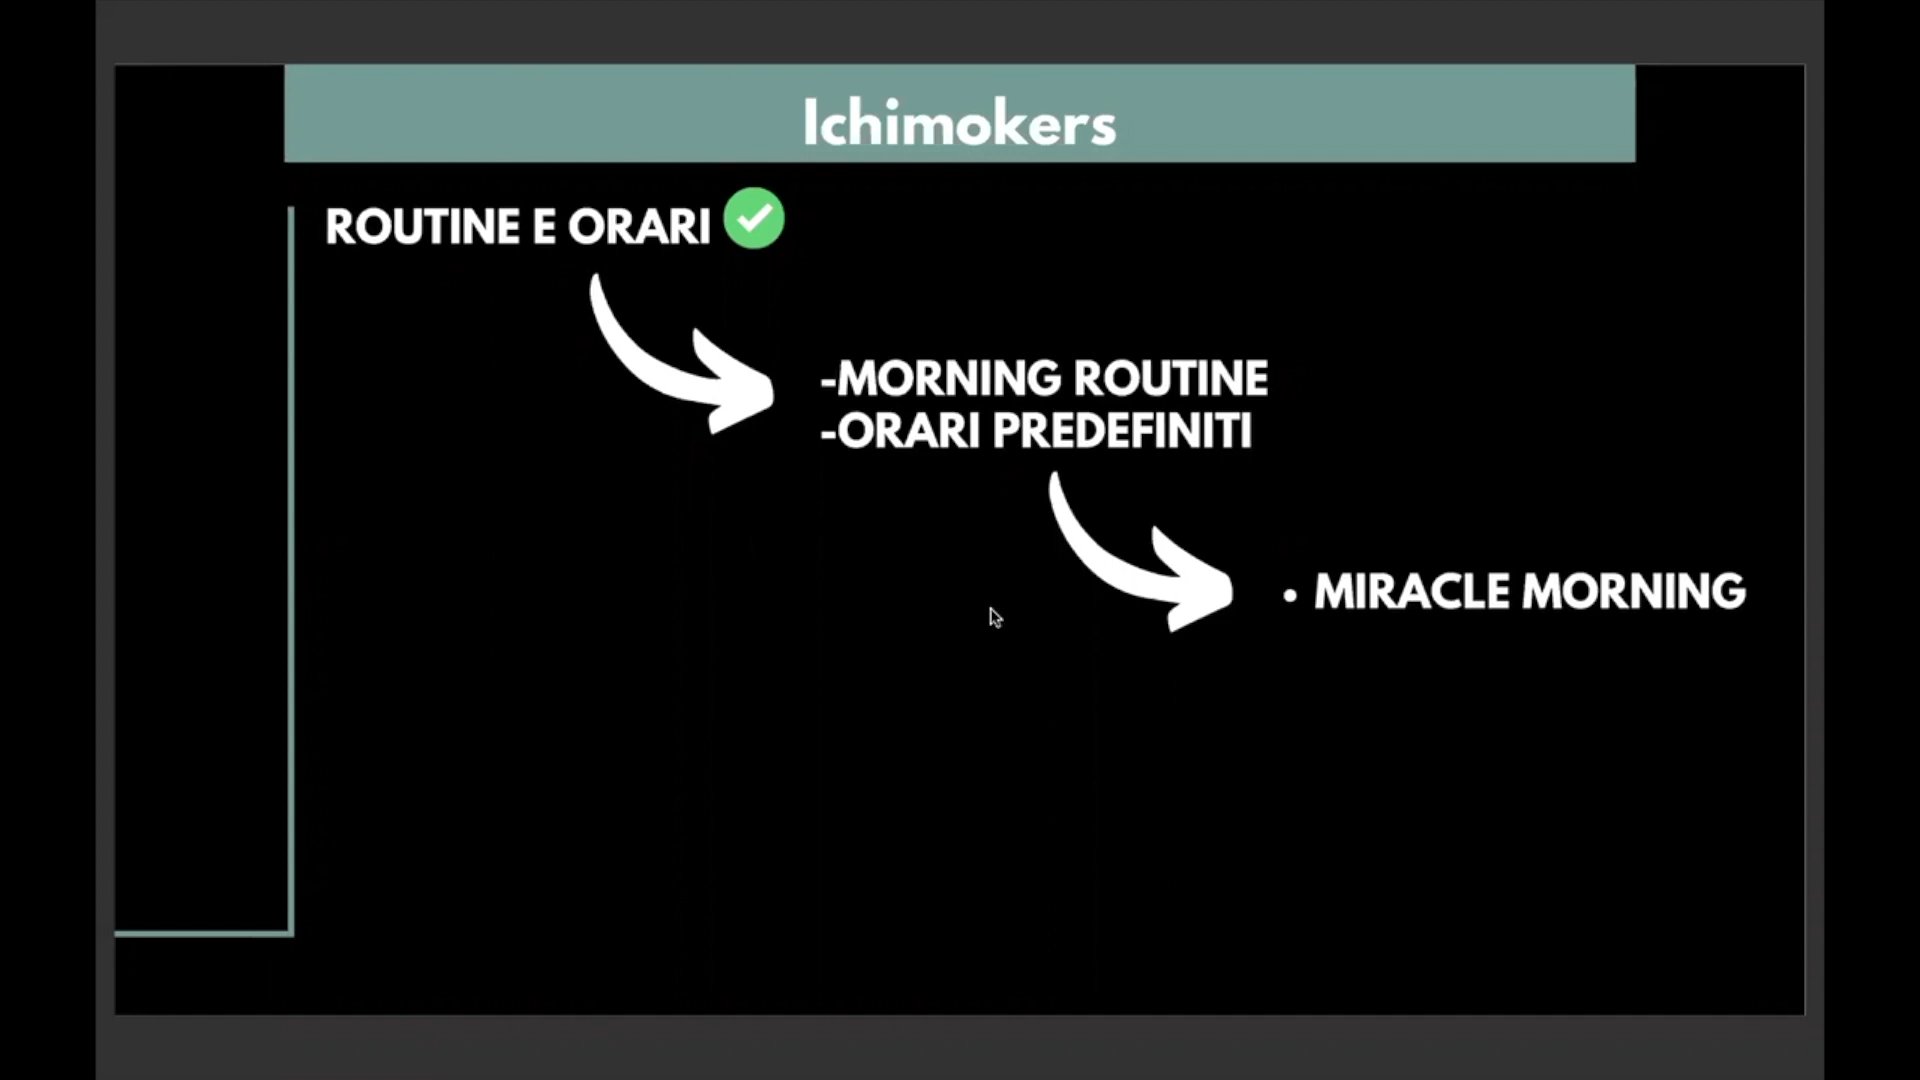 Ichimokers
ROUTINE E ORARI
-MORNING ROUTINE
-ORARI PREDEFINITI
• MIRACLE MORNING